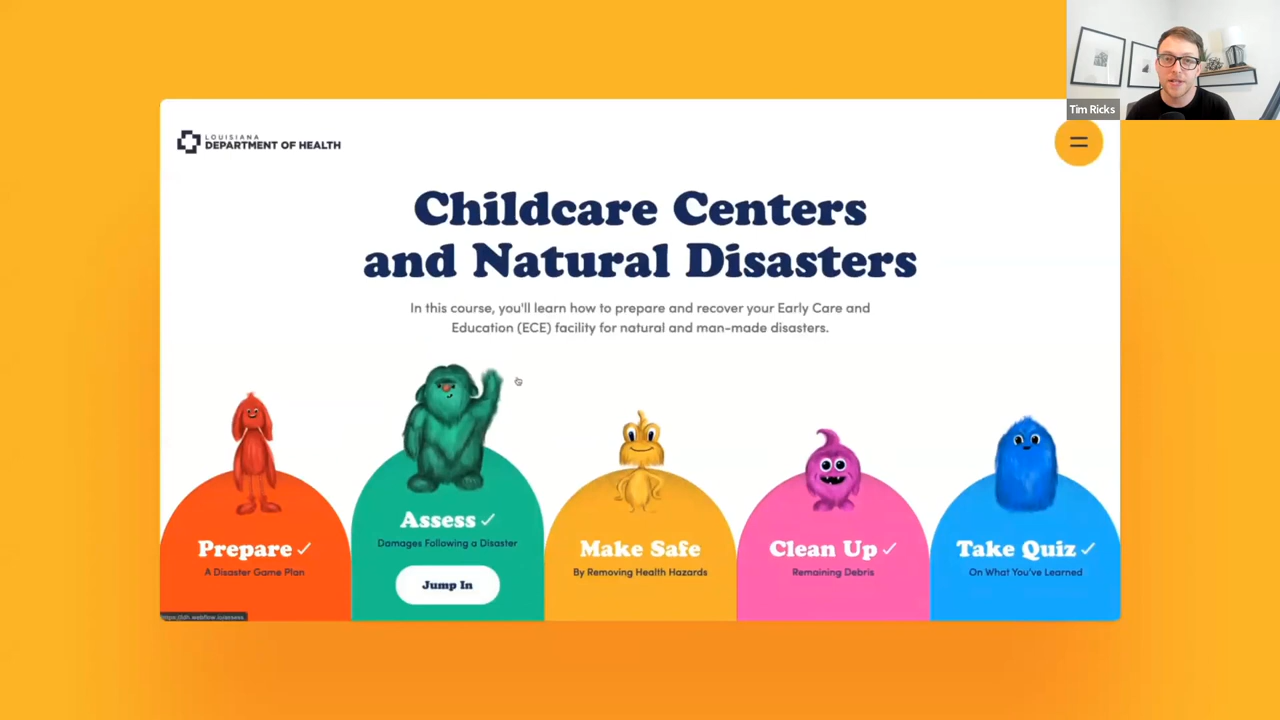 Tim Ricks
LOUISIANA
DEPARTMENT OF HEALTH
Childcare Centers
and Natural Disasters
In this course, you'll learn how to prepare and recover your Early Care and
Education (ECE) facility for natural and man-made disasters.
Prepare ✓
A Disaster Game Plan
Assess ✓
Damages Following a Disaster
Jump In
Make Safe
By Removing Health Hazards
Clean Up ✓
Remaining Debris
Take Quiz ✓
On What You've Learned